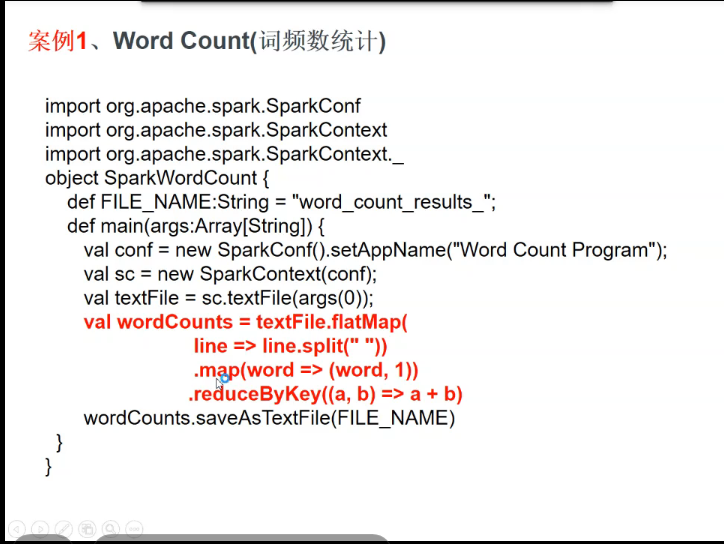 案例1、Word Count(词频数统计)
import org.apache.spark.SparkConf
import org.apache.spark.SparkContext
import org.apache.spark.SparkContext._
object SparkWordCount {
def FILE_NAME:String = "word_count_results_";
def main(args:Array[String]) {
val conf = new SparkConf().setAppName("Word Count Program");
val sc = new SparkContext(conf);
val textFile = sc.textFile(args(0));
val wordCounts = textFile.flatMap(
line => line.split(" "))
.map(word => (word, 1))
.reduceByKey((a, b) => a + b)
wordCounts.saveAsTextFile(FILE_NAME)
}
}